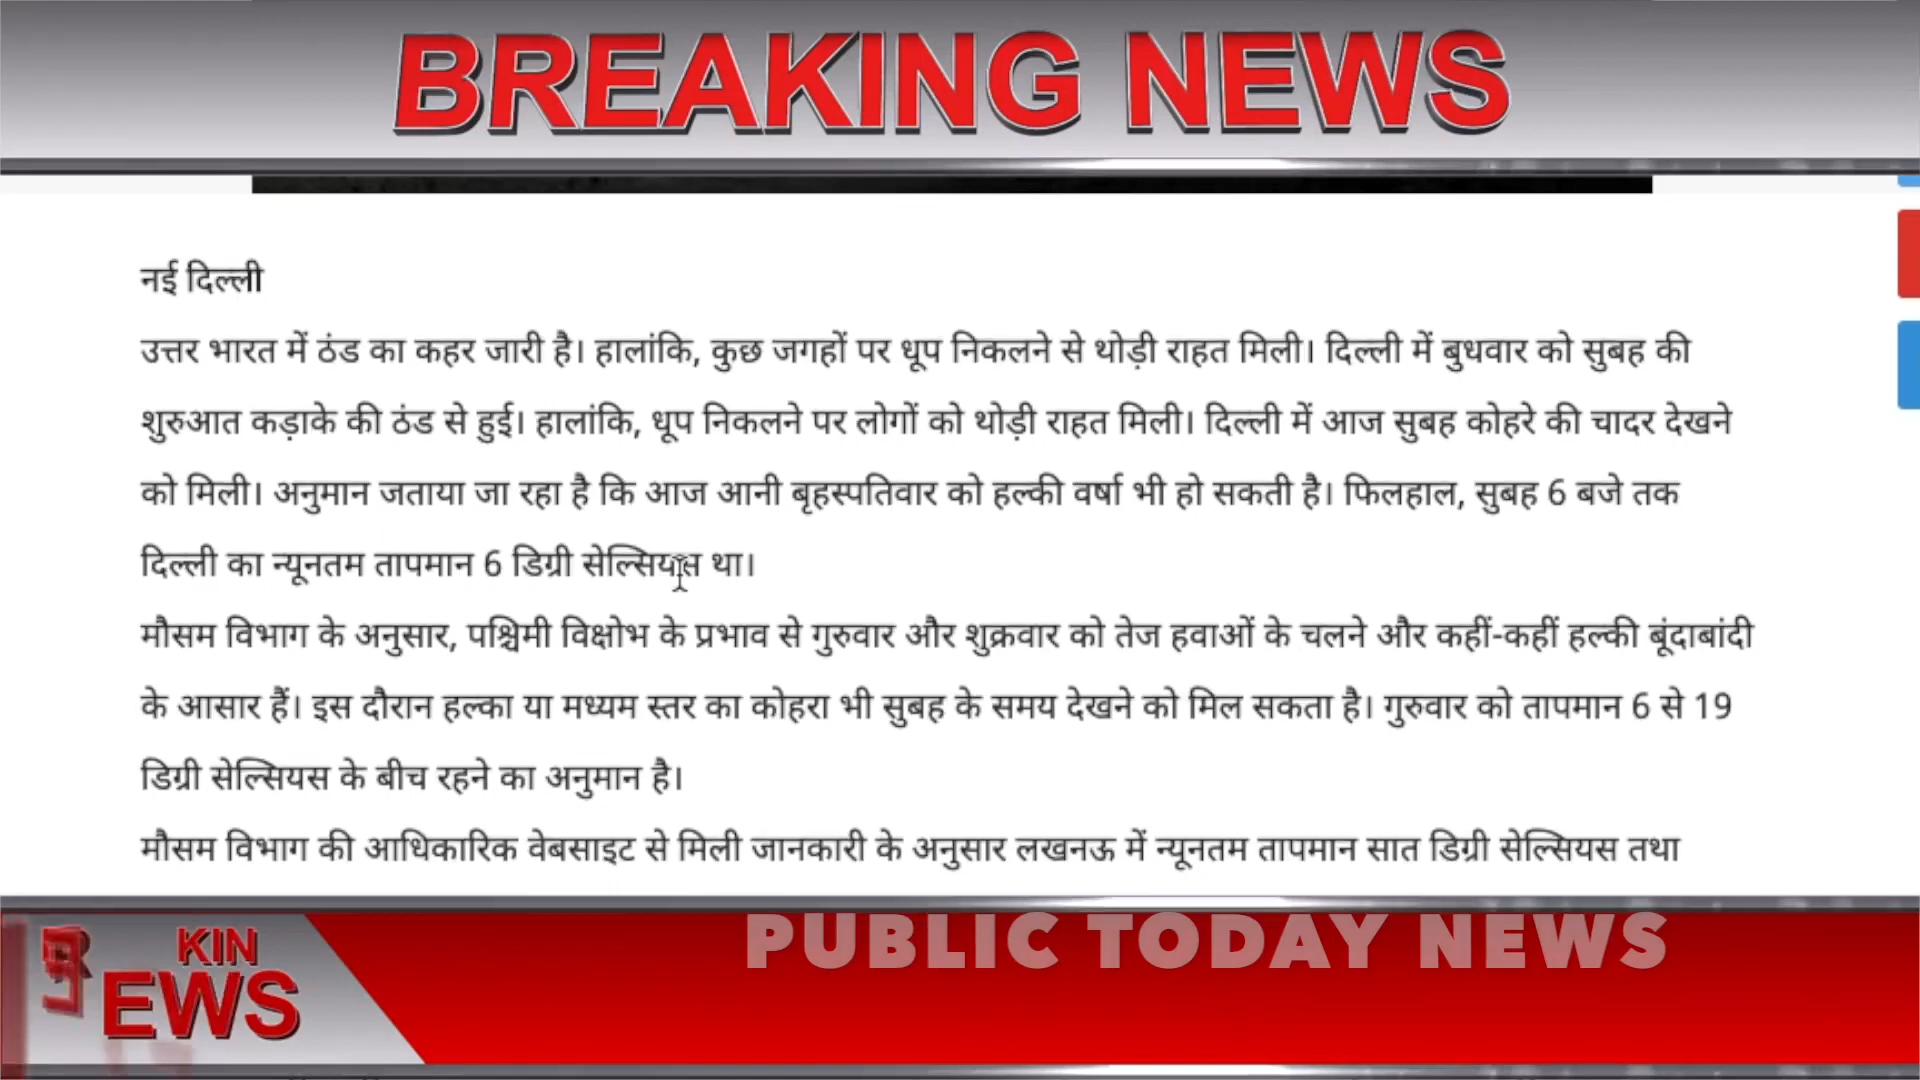 BREAKING NEWS
नई दिल्ली
उत्तर भारत में ठंड का कहर जारी है। हालांकि, कुछ जगहों पर धूप निकलने से थोड़ी राहत मिली। दिल्ली में बुधवार को सुबह की
शुरुआत कड़ाके की ठंड से हुई। हालांकि, धूप निकलने पर लोगों को थोड़ी राहत मिली। दिल्ली में आज सुबह कोहरे की चादर देखने
को मिली। अनुमान जताया जा रहा है कि आज आनी बृहस्पतिवार को हल्की वर्षा भी हो सकती है। फिलहाल, सुबह 6 बजे तक
दिल्ली का न्यूनतम तापमान 6 डिग्री सेल्सियस था।
मौसम विभाग के अनुसार, पश्चिमी विक्षोभ के प्रभाव से गुरुवार और शुक्रवार को तेज हवाओं के चलने और कहीं-कहीं हल्की बूंदाबांदी
के आसार हैं। इस दौरान हल्का या मध्यम स्तर का कोहरा भी सुबह के समय देखने को मिल सकता है। गुरुवार को तापमान 6 से 19
डिग्री सेल्सियस के बीच रहने का अनुमान है।
मौसम विभाग की आधिकारिक वेबसाइट से मिली जानकारी के अनुसार लखनऊ में न्यूनतम तापमान सात डिग्री सेल्सियस तथा
PUBLIC TODAY NEWS
KIN
EWS